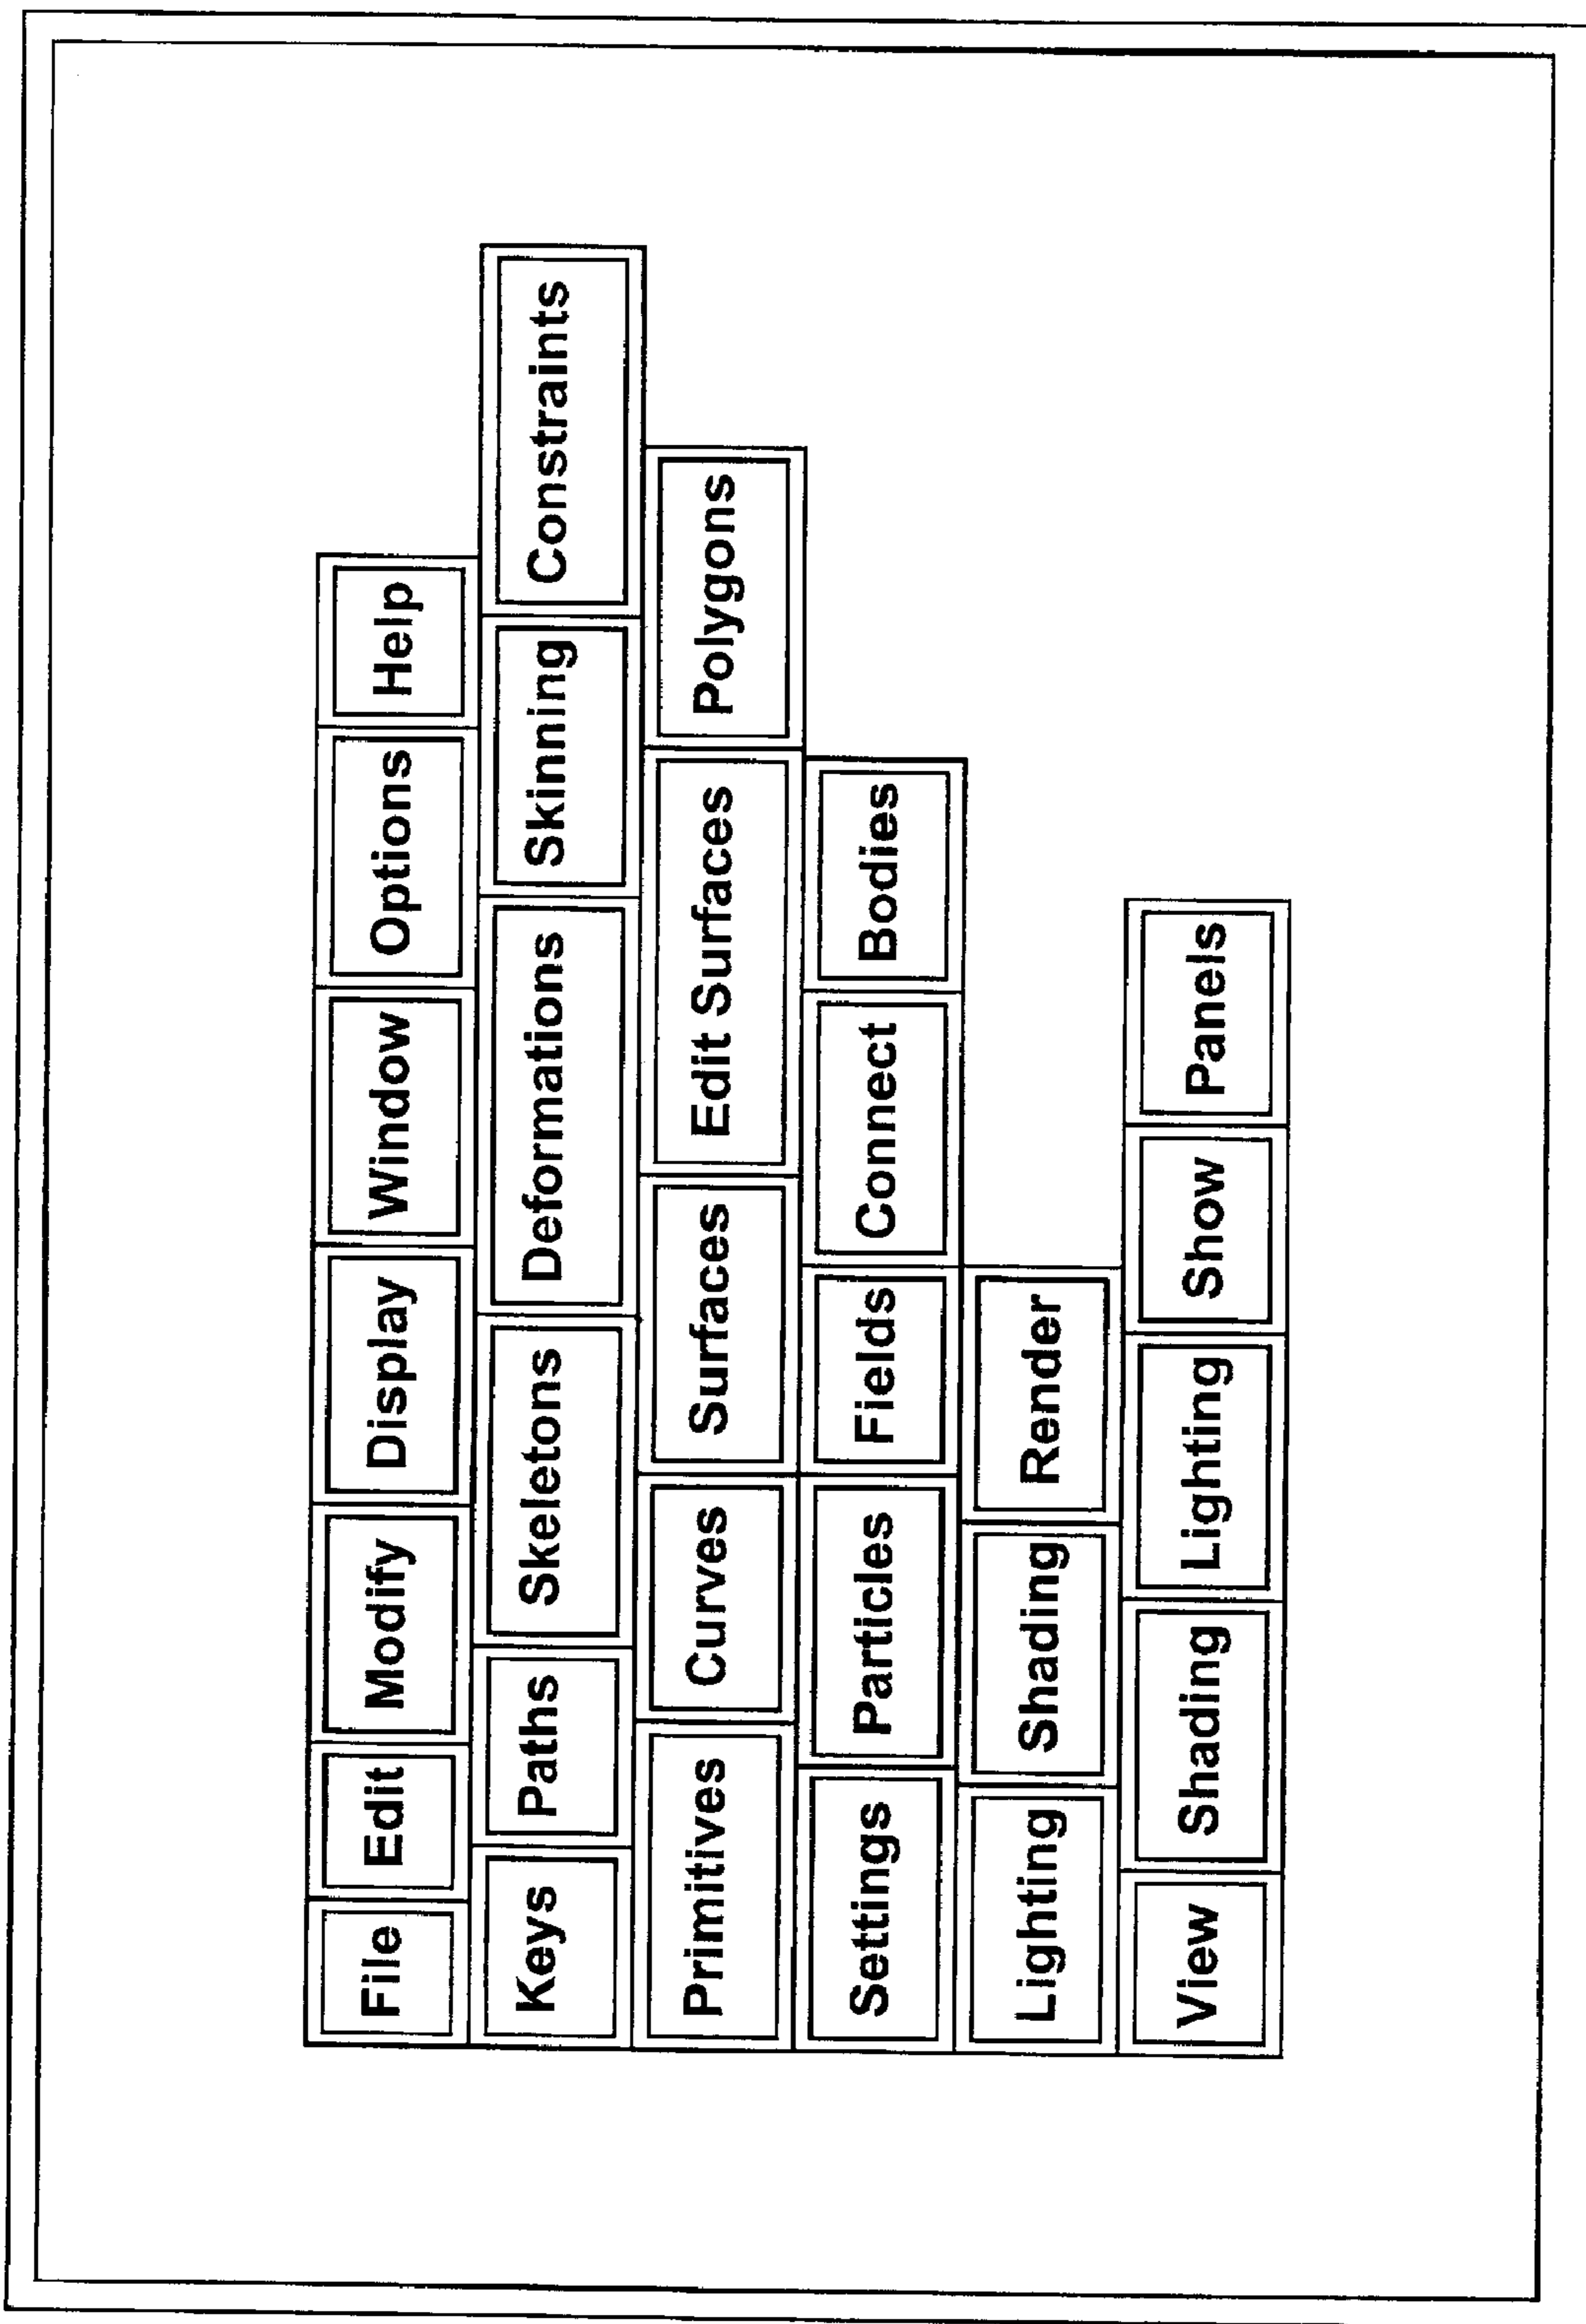 File Edit Modify Display Window Options Help
Keys Paths Skeletons Deformations Skinning Constraints
Primitives Curves Surfaces Edit Surfaces Polygons
Settings Particles Fields Connect Bodies
Lighting Shading Render
View Shading Lighting Show Panels